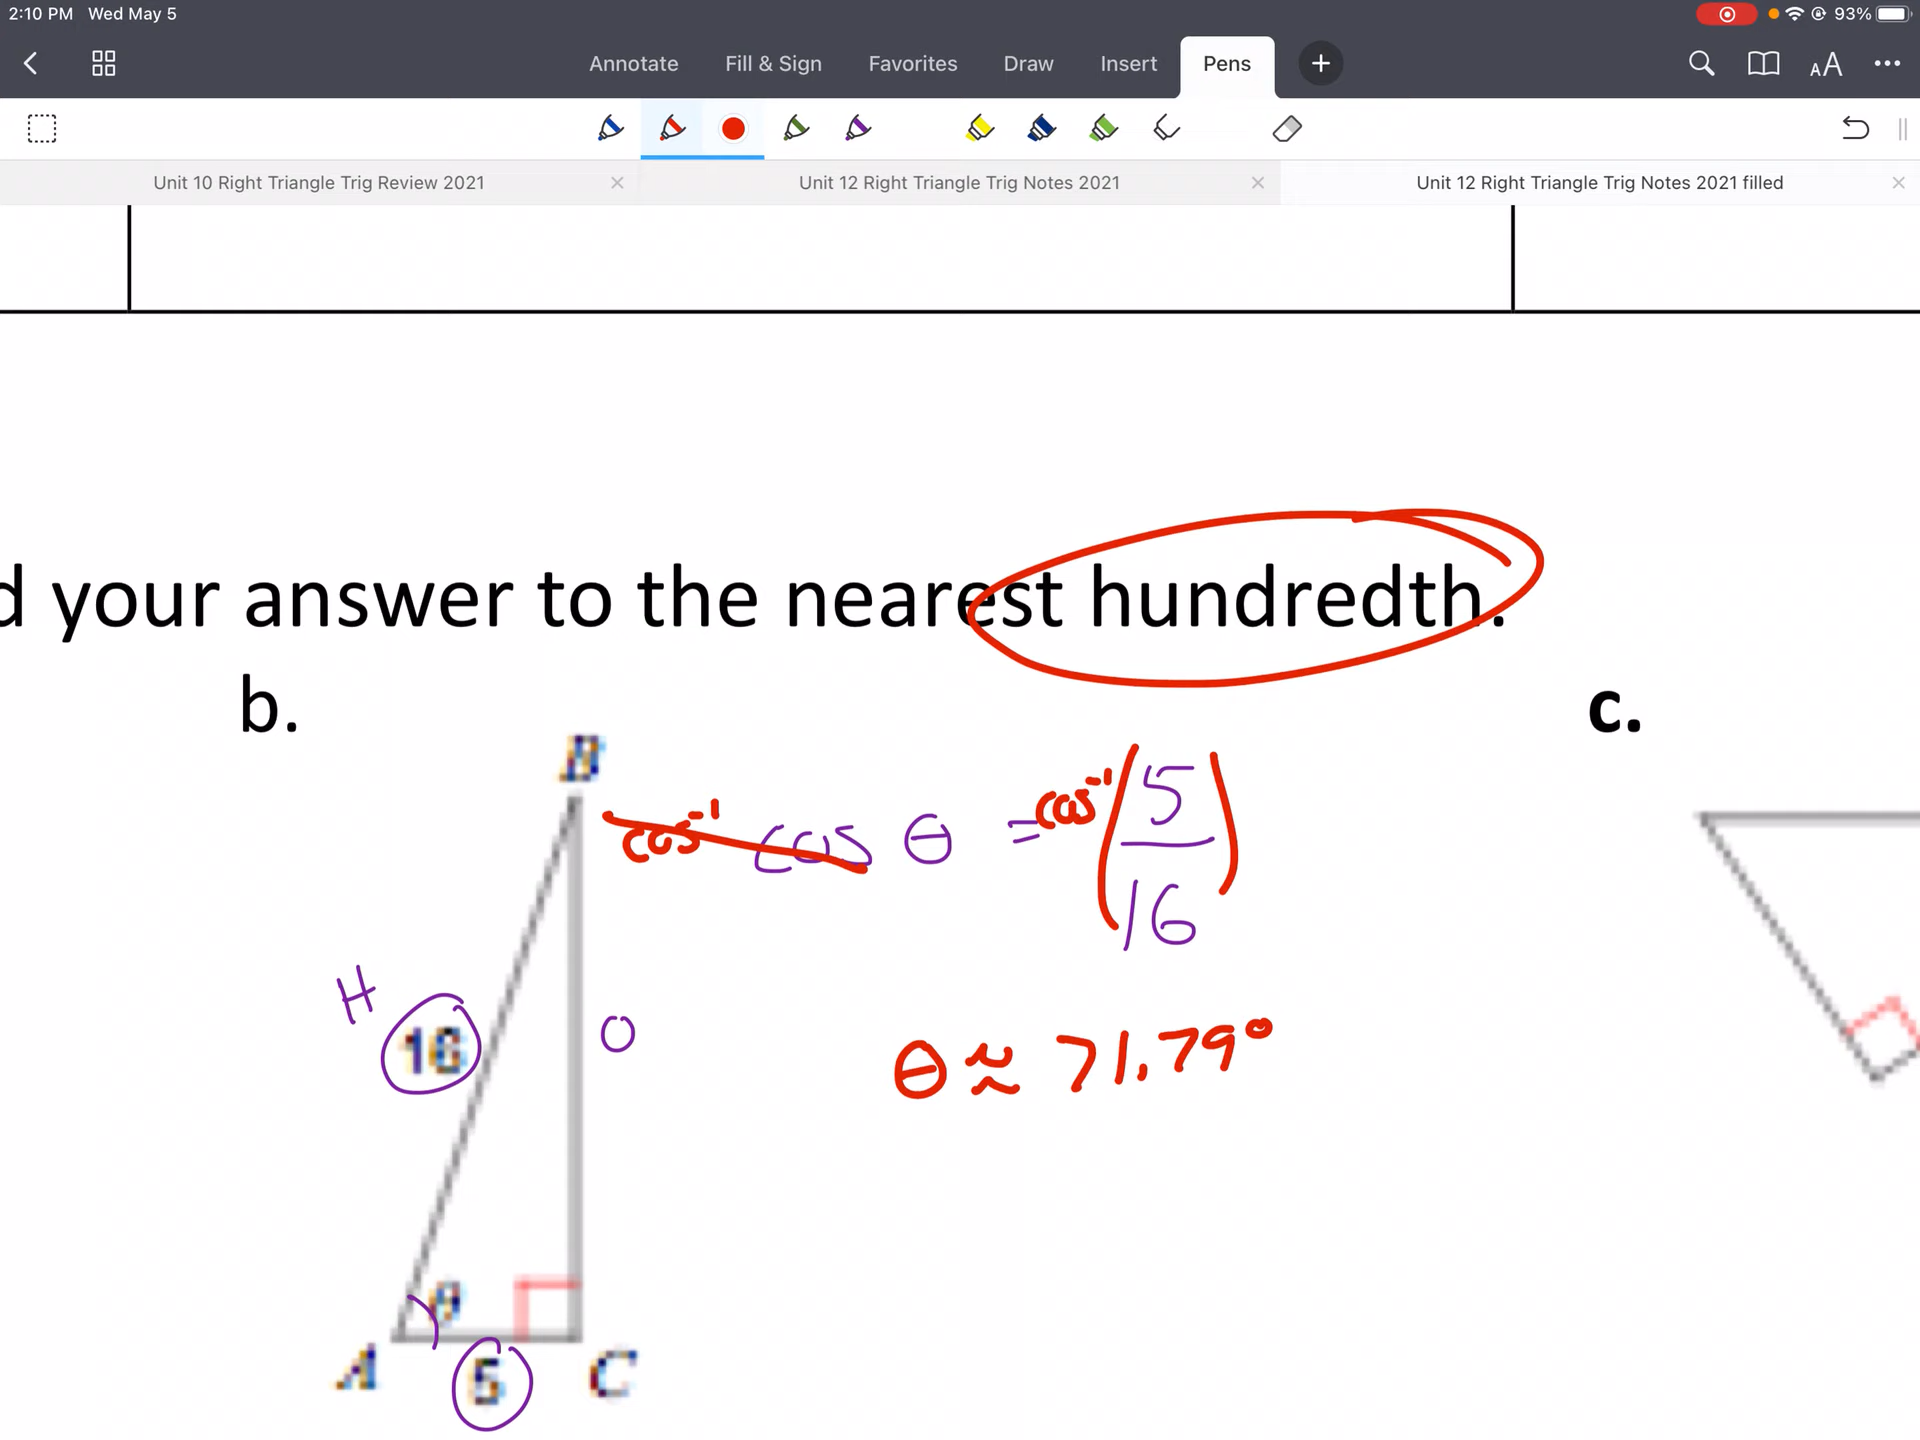 2:10 PM Wed May 5
93%
Annotate Fill & Sign Favorites Draw Insert Pens +
AA
Unit 10 Right Triangle Trig Review 2021 × Unit 12 Right Triangle Trig Notes 2021 × Unit 12 Right Triangle Trig Notes 2021 filled ×
d your answer to the nearest hundredth.
b. c.
B
cos⁻¹ cos θ = cos⁻¹ (5/16)
H
16 O
θ ≈ 71.79°
θ
A 5 C